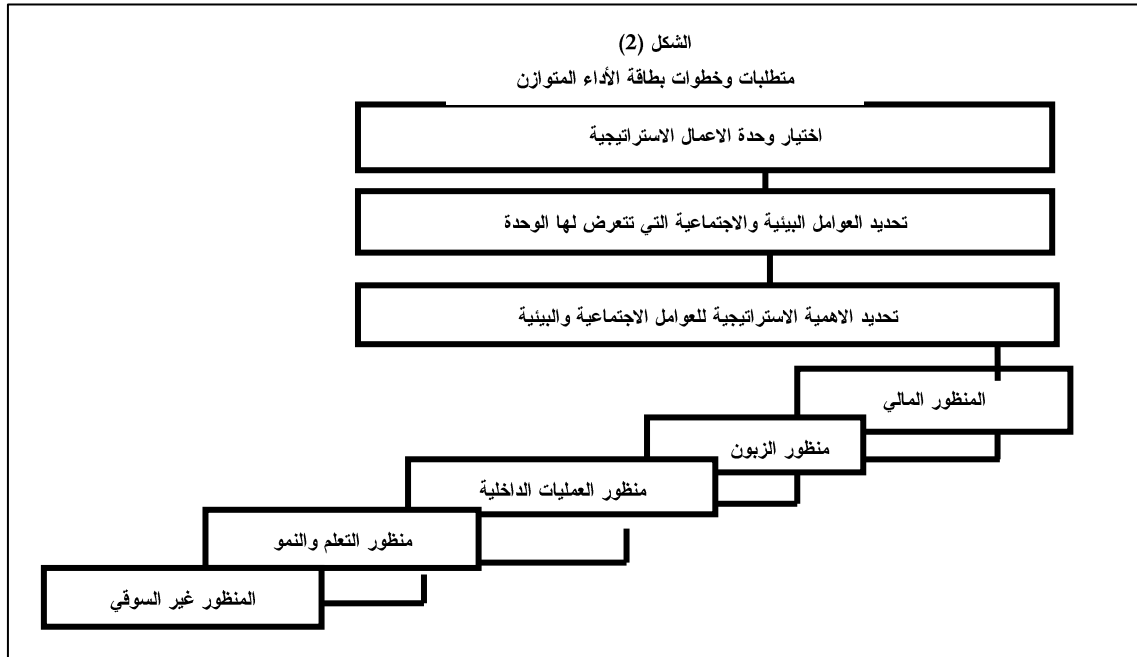 الشكل (2)
متطلبات وخطوات بطاقة الأداء المتوازن
اختيار وحدة الاعمال الاستراتيجية
تحديد العوامل البيئية والاجتماعية التي تتعرض لها الوحدة
تحديد الاهمية الاستراتيجية للعوامل الاجتماعية والبيئية
المنظور المالي
منظور الزبون
منظور العمليات الداخلية
منظور التعلم والنمو
المنظور غير السوقي